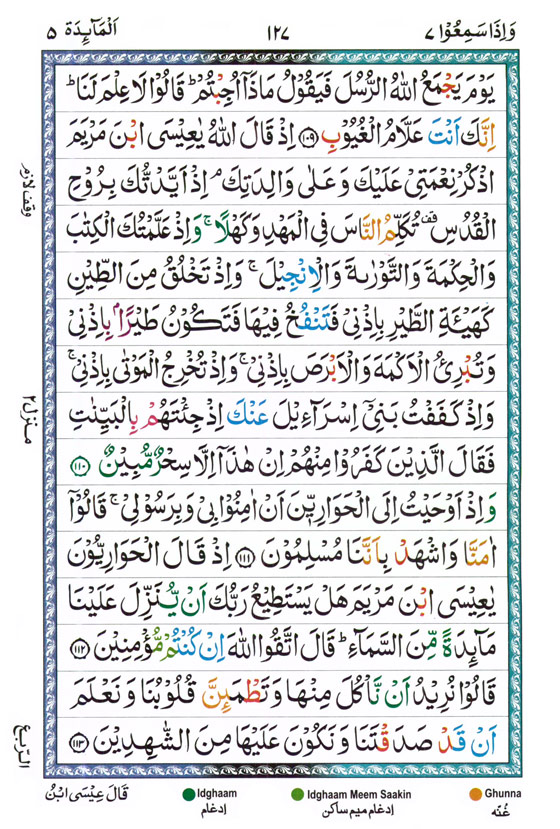 وَاِذَا سَمِعُوْا ٧
١٢٧
اَلْمَآئِدَة ٥
يَوْمَ يَجْمَعُ اللّٰهُ الرُّسُلَ فَيَقُوْلُ مَاذَآ اُجِبْتُمْ ؕ قَالُوْا لَا عِلْمَ لَنَا ؕ
اِنَّكَ اَنْتَ عَلَّامُ الْغُيُوْبِ ﴿١٠٩﴾ اِذْ قَالَ اللّٰهُ يٰعِيْسَى ابْنَ مَرْيَمَ
اذْكُرْ نِعْمَتِيْ عَلَيْكَ وَعَلٰى وَالِدَتِكَ ۘ اِذْ اَيَّدْتُّكَ بِرُوْحِ
الْقُدُسِ ۟ تُكَلِّمُ النَّاسَ فِي الْمَهْدِ وَكَهْلًا ۚ وَاِذْ عَلَّمْتُكَ الْكِتٰبَ
وَالْحِكْمَةَ وَالتَّوْرٰىةَ وَالْاِنْجِيْلَ ۚ وَاِذْ تَخْلُقُ مِنَ الطِّيْنِ
كَهَيْئَةِ الطَّيْرِ بِاِذْنِيْ فَتَنْفُخُ فِيْهَا فَتَكُوْنُ طَيْرًاۢ بِاِذْنِيْ
وَتُبْرِئُ الْاَكْمَهَ وَالْاَبْرَصَ بِاِذْنِيْ ۚ وَاِذْ تُخْرِجُ الْمَوْتٰى بِاِذْنِيْ ۚ
وَاِذْ كَفَفْتُ بَنِيْٓ اِسْرَآءِيْلَ عَنْكَ اِذْ جِئْتَهُمْ بِالْبَيِّنٰتِ
فَقَالَ الَّذِيْنَ كَفَرُوْا مِنْهُمْ اِنْ هٰذَآ اِلَّا سِحْرٌ مُّبِيْنٌ ﴿١١٠﴾
وَاِذْ اَوْحَيْتُ اِلَى الْحَوَارِيّٖنَ اَنْ اٰمِنُوْا بِيْ وَبِرَسُوْلِيْ ۚ قَالُوْٓا
اٰمَنَّا وَاشْهَدْ بِاَنَّنَا مُسْلِمُوْنَ ﴿١١١﴾ اِذْ قَالَ الْحَوَارِيُّوْنَ
يٰعِيْسَى ابْنَ مَرْيَمَ هَلْ يَسْتَطِيْعُ رَبُّكَ اَنْ يُّنَزِّلَ عَلَيْنَا
مَآئِدَةً مِّنَ السَّمَآءِ ؕ قَالَ اتَّقُوا اللّٰهَ اِنْ كُنْتُمْ مُّؤْمِنِيْنَ ﴿١١٢﴾
قَالُوْا نُرِيْدُ اَنْ نَّاْكُلَ مِنْهَا وَتَطْمَئِنَّ قُلُوْبُنَا وَنَعْلَمَ
اَنْ قَدْ صَدَقْتَنَا وَنَكُوْنَ عَلَيْهَا مِنَ الشّٰهِدِيْنَ ﴿١١٣﴾
وقف لازم
منزل ٢
الربع
قَالَ عِيْسَى ابْنُ
Idghaam
ادغام
Idghaam Meem Saakin
ادغام میم ساکن
Ghunna
غنّہ